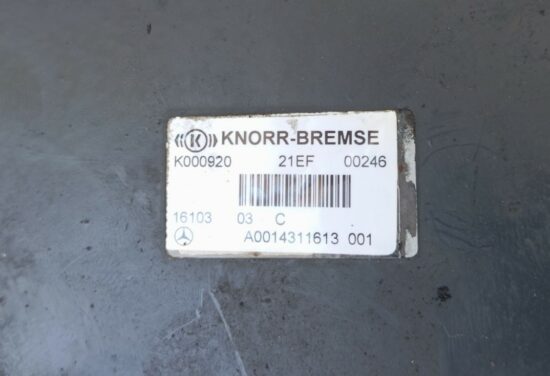 K KNORR-BREMSE
K000920 21EF 00246
16103 03 C
A0014311613 001